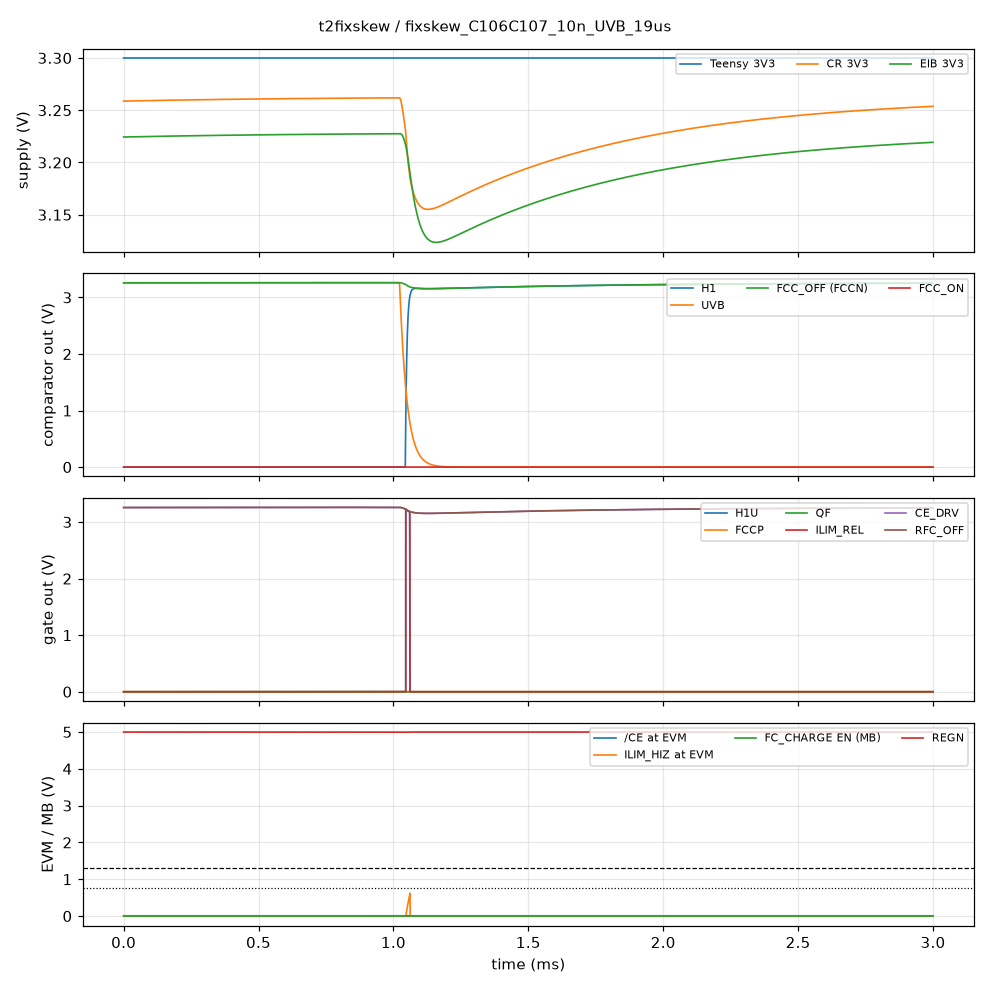 t2fixskew / fixskew_C106C107_10n_UVB_19us
supply (V)
3.30
3.25
3.20
3.15
Teensy 3V3
CR 3V3
EIB 3V3
comparator out (V)
3
2
1
0
H1
UVB
FCC_OFF (FCCN)
FCC_ON
gate out (V)
3
2
1
0
H1U
FCCP
QF
ILIM_REL
CE_DRV
RFC_OFF
EVM / MB (V)
5
4
3
2
1
0
/CE at EVM
ILIM_HIZ at EVM
FC_CHARGE EN (MB)
REGN
0.0
0.5
1.0
1.5
2.0
2.5
3.0
time (ms)